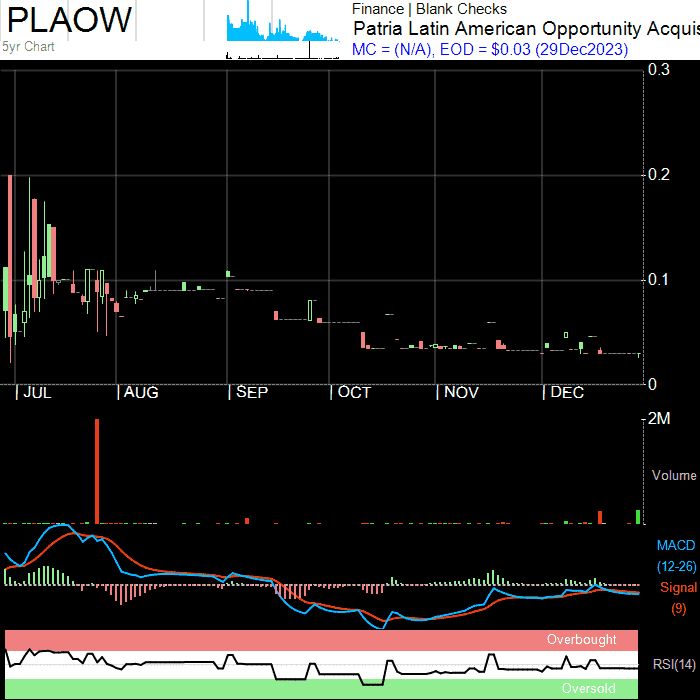 PLAOW
5yr Chart
Finance | Blank Checks
Patria Latin American Opportunity Acquis
MC = (N/A), EOD = $0.03 (29Dec2023)
0.3
0.2
0.1
0
JUL AUG SEP OCT NOV DEC
2M
Volume
MACD
(12-26)
Signal
(9)
Overbought
RSI(14)
Oversold